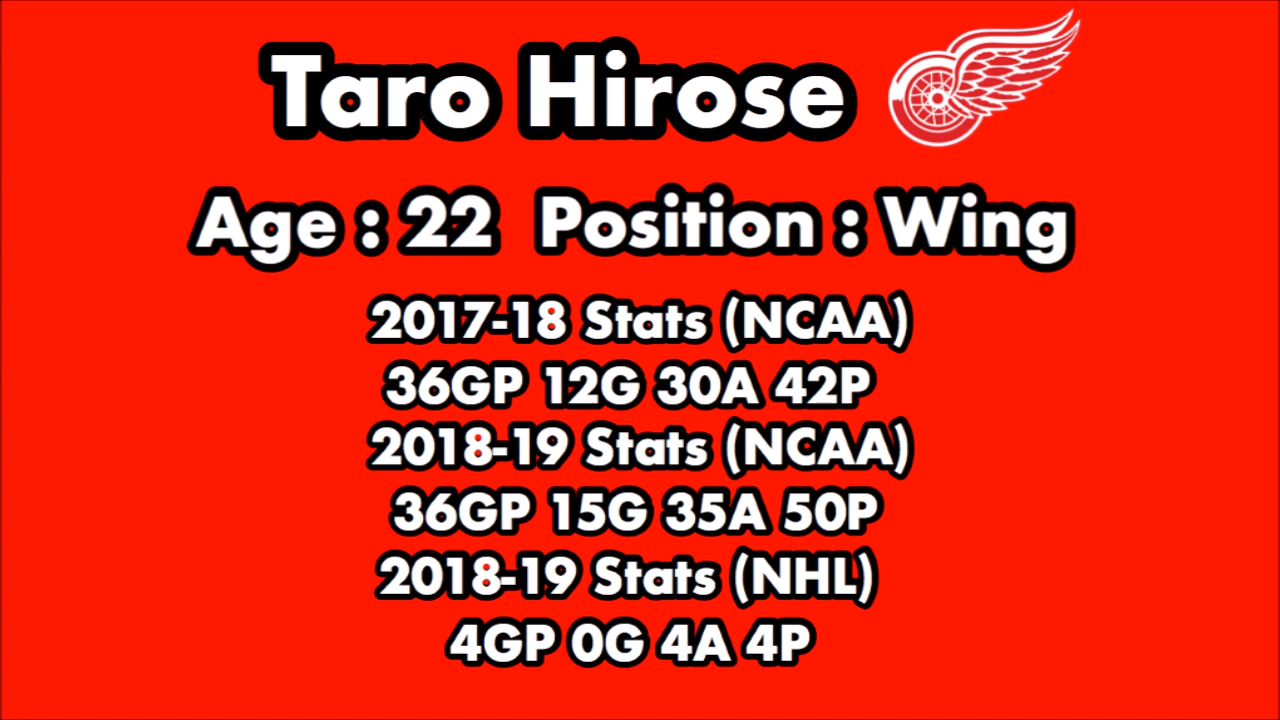 Taro Hirose
Age : 22 Position : Wing
2017-18 Stats (NCAA)
36GP 12G 30A 42P
2018-19 Stats (NCAA)
36GP 15G 35A 50P
2018-19 Stats (NHL)
4GP 0G 4A 4P